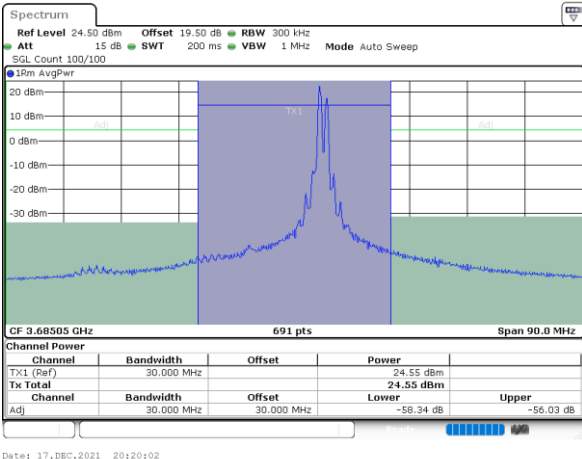 Spectrum
Ref Level 24.50 dBm Offset 19.50 dB RBW 300 kHz
Att 15 dB SWT 200 ms VBW 1 MHz Mode Auto Sweep
SGL Count 100/100
1Rm AvgPwr
20 dBm
10 dBm
Adj TX1 Adj
0 dBm
-10 dBm
-20 dBm
-30 dBm
CF 3.68505 GHz 691 pts Span 90.0 MHz
Channel Power
Channel Bandwidth Offset Power
TX1 (Ref) 30.000 MHz 24.55 dBm
Tx Total 24.55 dBm
Channel Bandwidth Offset Lower Upper
Adj 30.000 MHz 30.000 MHz -58.34 dB -56.03 dB
Ready
Date: 17.DEC.2021 20:20:02